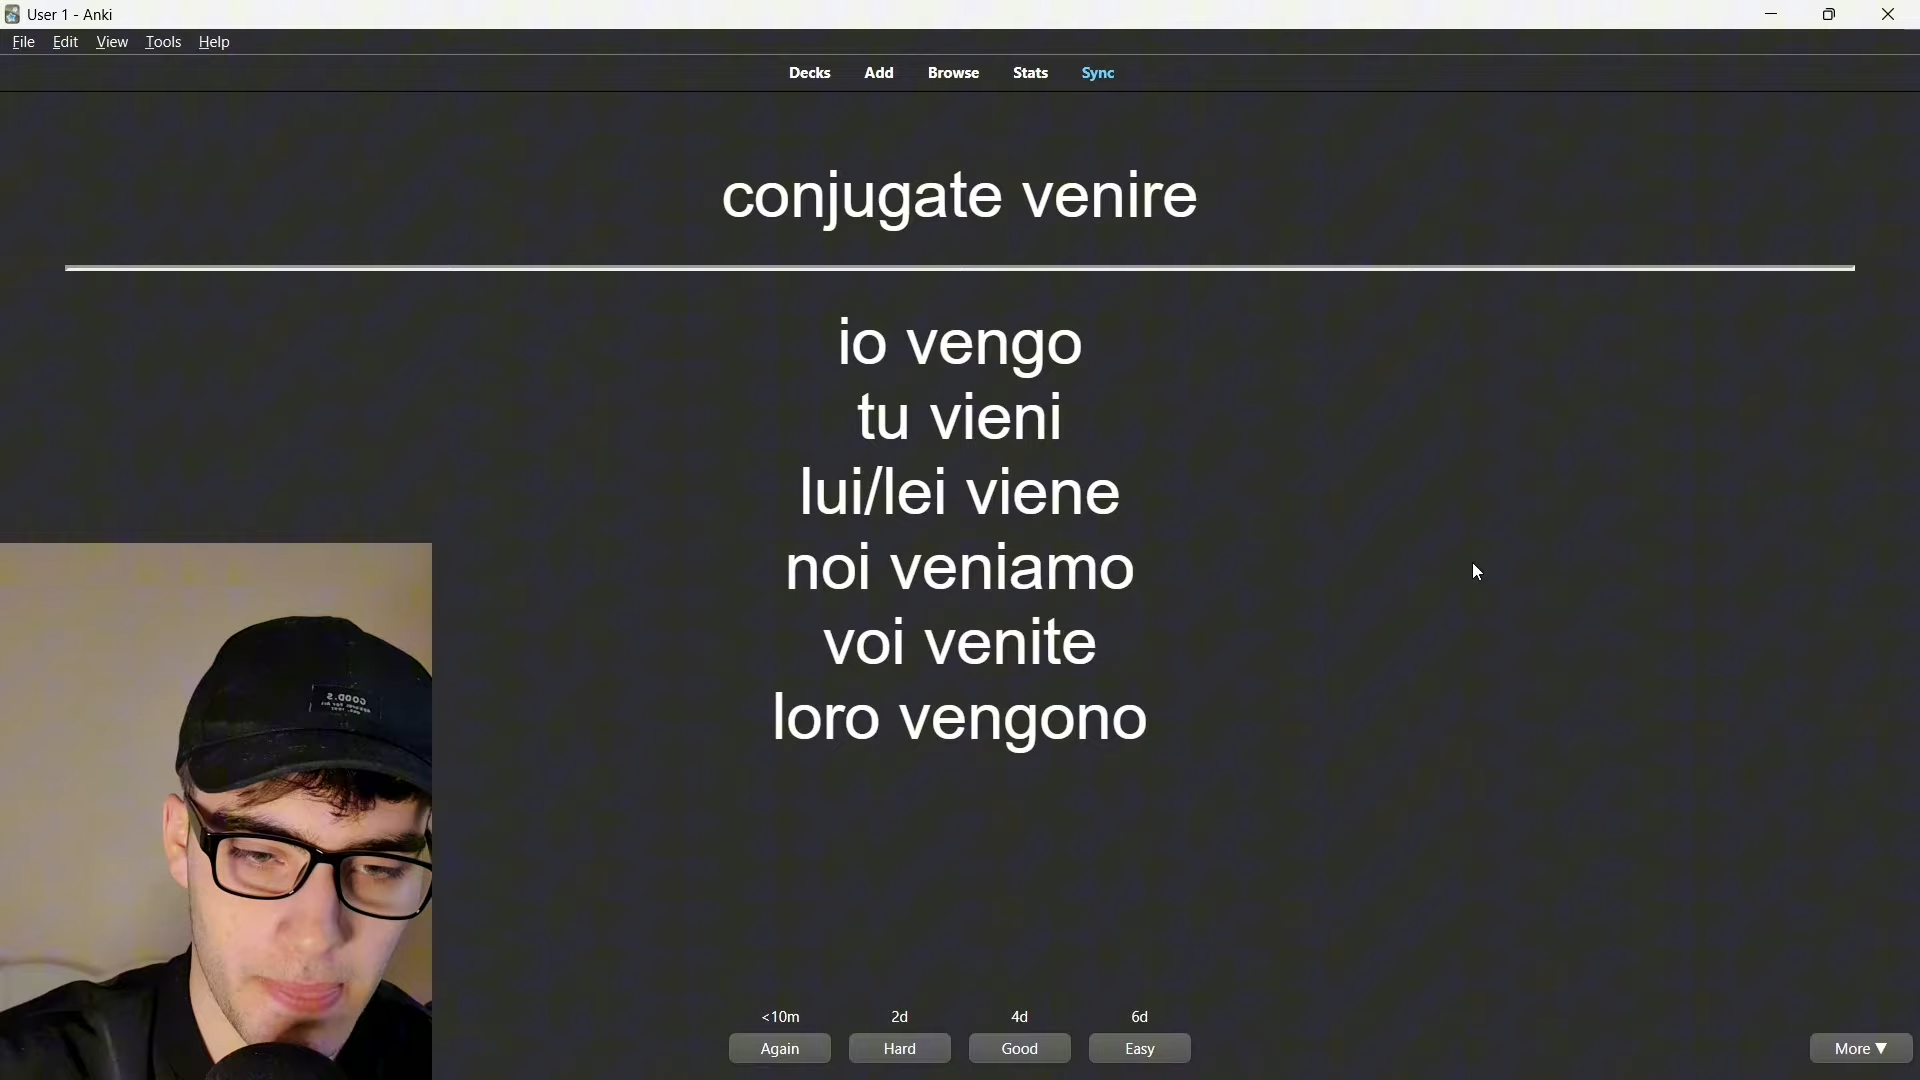 User 1 - Anki
File Edit View Tools Help
Decks Add Browse Stats Sync
conjugate venire
io vengo
tu vieni
lui/lei viene
noi veniamo
voi venite
loro vengono
GOOD.S
<10m 2d 4d 6d
Again Hard Good Easy
More ▼